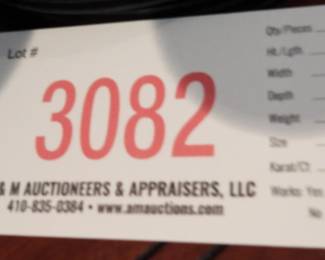 Lot #
3082
& M AUCTIONEERS & APPRAISERS, LLC
410-835-0384 • www.amauctions.com
Qty/Pieces
Ht./Lgth
Width
Depth
Weight
Size
Karat/Ct
Works: Yes
No